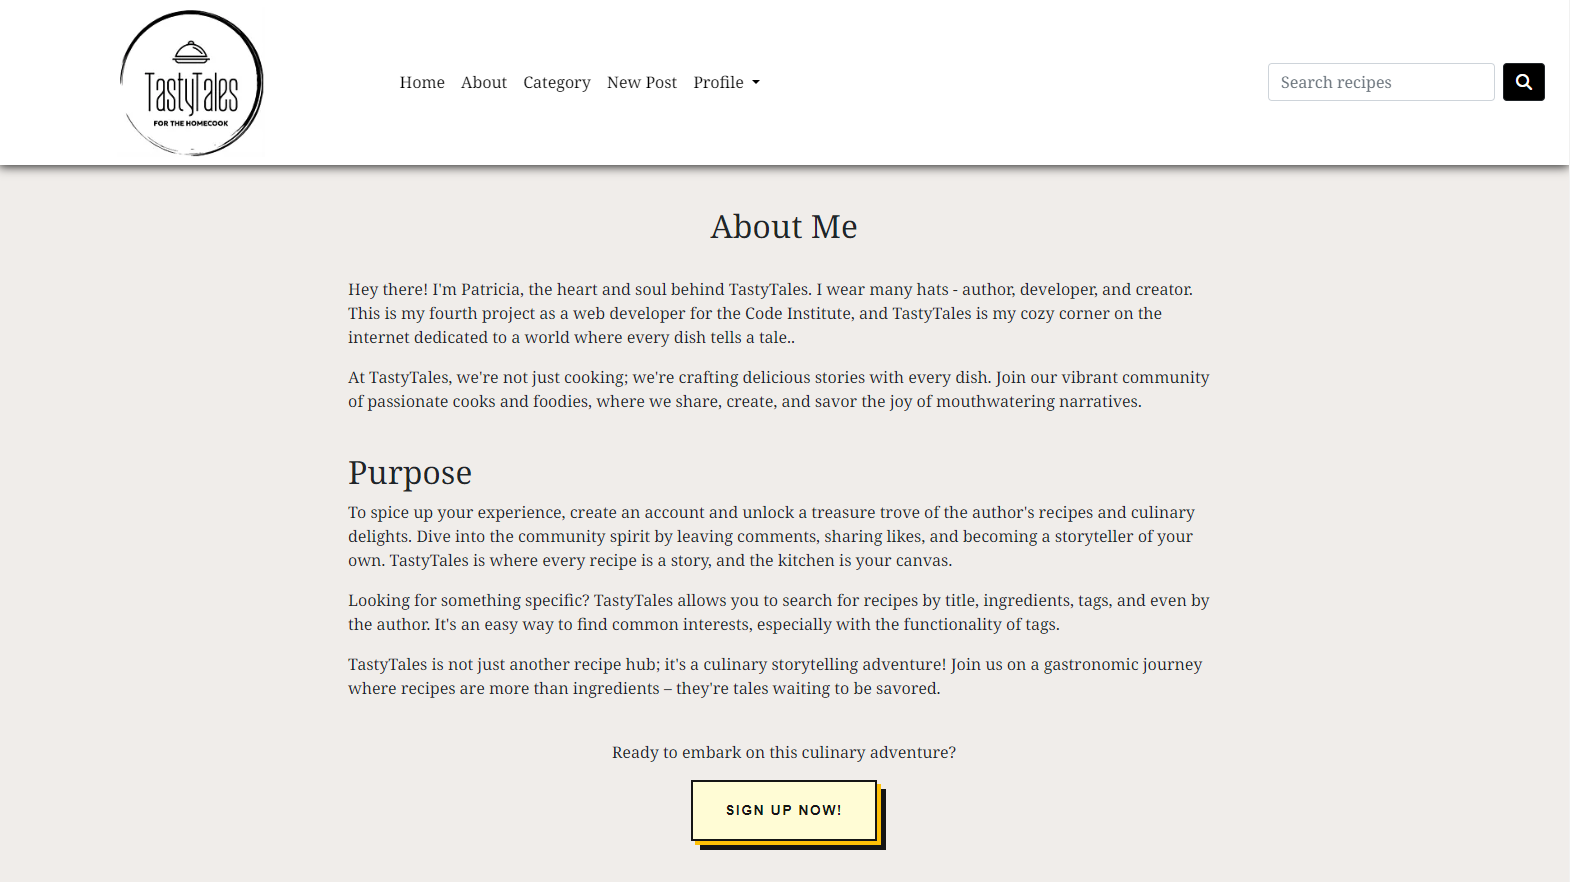 TastyTales
FOR THE HOMECOOK
Home About Category New Post Profile
Search recipes
About Me
Hey there! I'm Patricia, the heart and soul behind TastyTales. I wear many hats - author, developer, and creator.
This is my fourth project as a web developer for the Code Institute, and TastyTales is my cozy corner on the
internet dedicated to a world where every dish tells a tale..
At TastyTales, we're not just cooking; we're crafting delicious stories with every dish. Join our vibrant community
of passionate cooks and foodies, where we share, create, and savor the joy of mouthwatering narratives.
Purpose
To spice up your experience, create an account and unlock a treasure trove of the author's recipes and culinary
delights. Dive into the community spirit by leaving comments, sharing likes, and becoming a storyteller of your
own. TastyTales is where every recipe is a story, and the kitchen is your canvas.
Looking for something specific? TastyTales allows you to search for recipes by title, ingredients, tags, and even by
the author. It's an easy way to find common interests, especially with the functionality of tags.
TastyTales is not just another recipe hub; it's a culinary storytelling adventure! Join us on a gastronomic journey
where recipes are more than ingredients – they're tales waiting to be savored.
Ready to embark on this culinary adventure?
SIGN UP NOW!